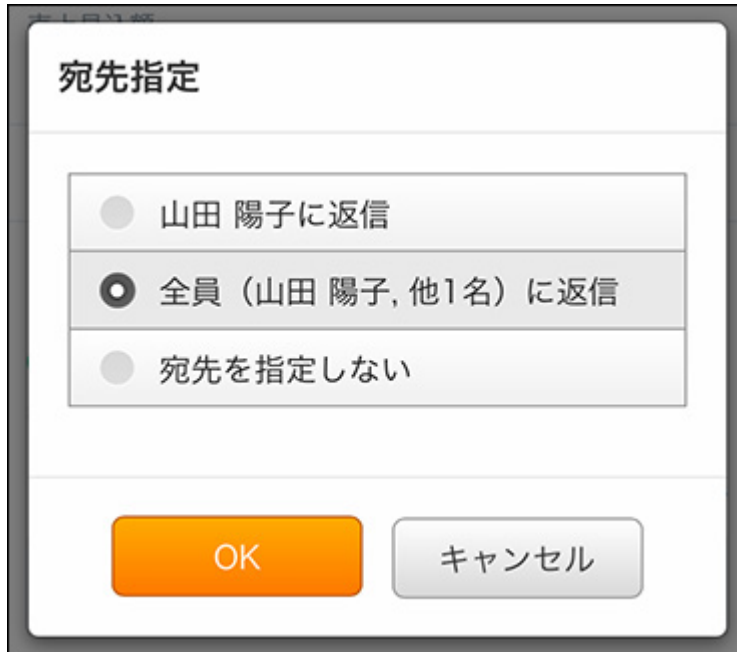 宛先指定
山田 陽子に返信
全員（山田 陽子, 他1名）に返信
宛先を指定しない
OK
キャンセル